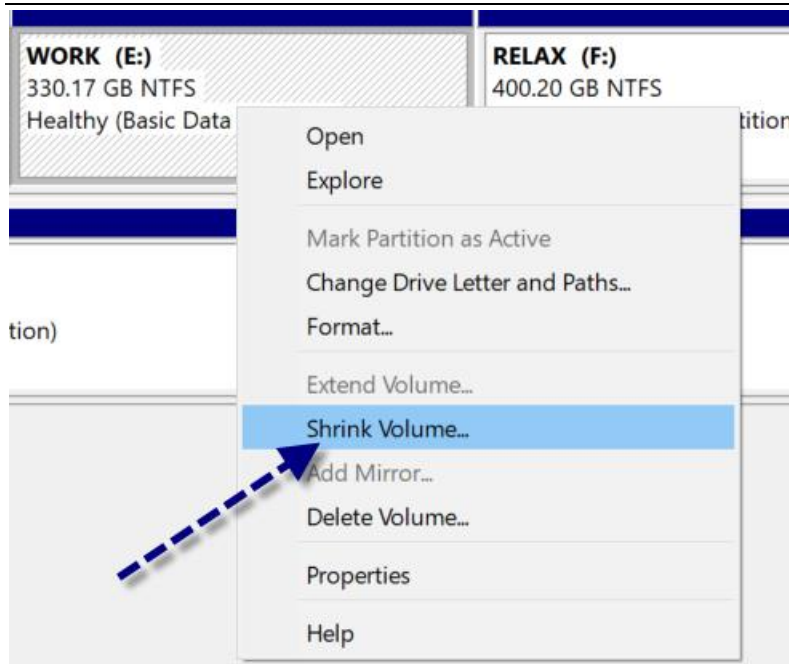 WORK (E:)
330.17 GB NTFS
Healthy (Basic Data
RELAX (F:)
400.20 GB NTFS
tition
tion)
Open
Explore
Mark Partition as Active
Change Drive Letter and Paths...
Format...
Extend Volume...
Shrink Volume...
Add Mirror...
Delete Volume...
Properties
Help